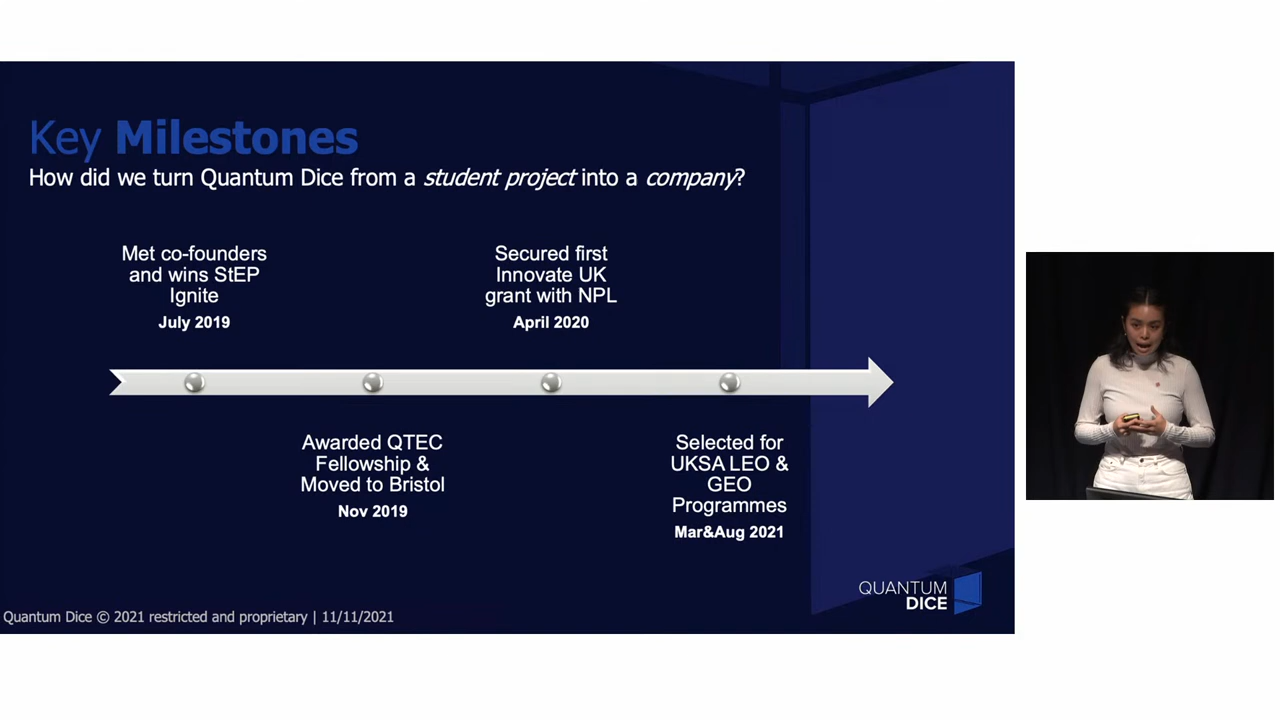 Key Milestones
How did we turn Quantum Dice from a student project into a company?
Met co-founders
and wins StEP
Ignite
July 2019
Awarded QTEC
Fellowship &
Moved to Bristol
Nov 2019
Secured first
Innovate UK
grant with NPL
April 2020
Selected for
UKSA LEO &
GEO
Programmes
Mar&Aug 2021
QUANTUM
DICE
Quantum Dice © 2021 restricted and proprietary | 11/11/2021